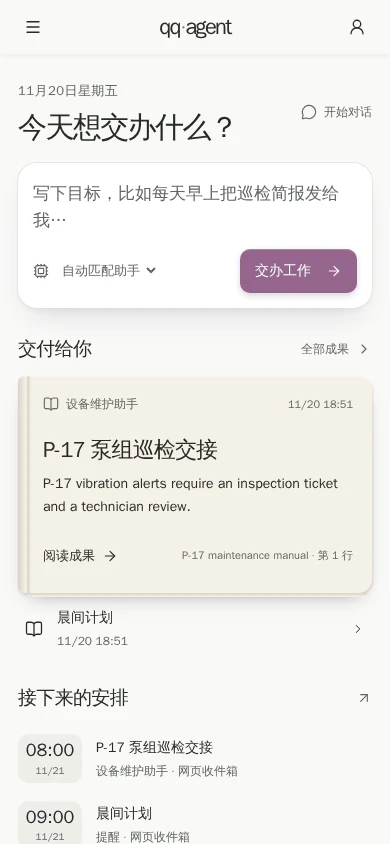 qq·agent
11月20日星期五
今天想交办什么？
开始对话
写下目标，比如每天早上把巡检简报发给
我…
自动匹配助手
交办工作
交付给你
全部成果
设备维护助手
11/20 18:51
P-17 泵组巡检交接
P-17 vibration alerts require an inspection ticket
and a technician review.
阅读成果
P-17 maintenance manual · 第 1 行
晨间计划
11/20 18:51
接下来的安排
08:00
11/21
P-17 泵组巡检交接
设备维护助手 · 网页收件箱
09:00
11/21
晨间计划
提醒 · 网页收件箱